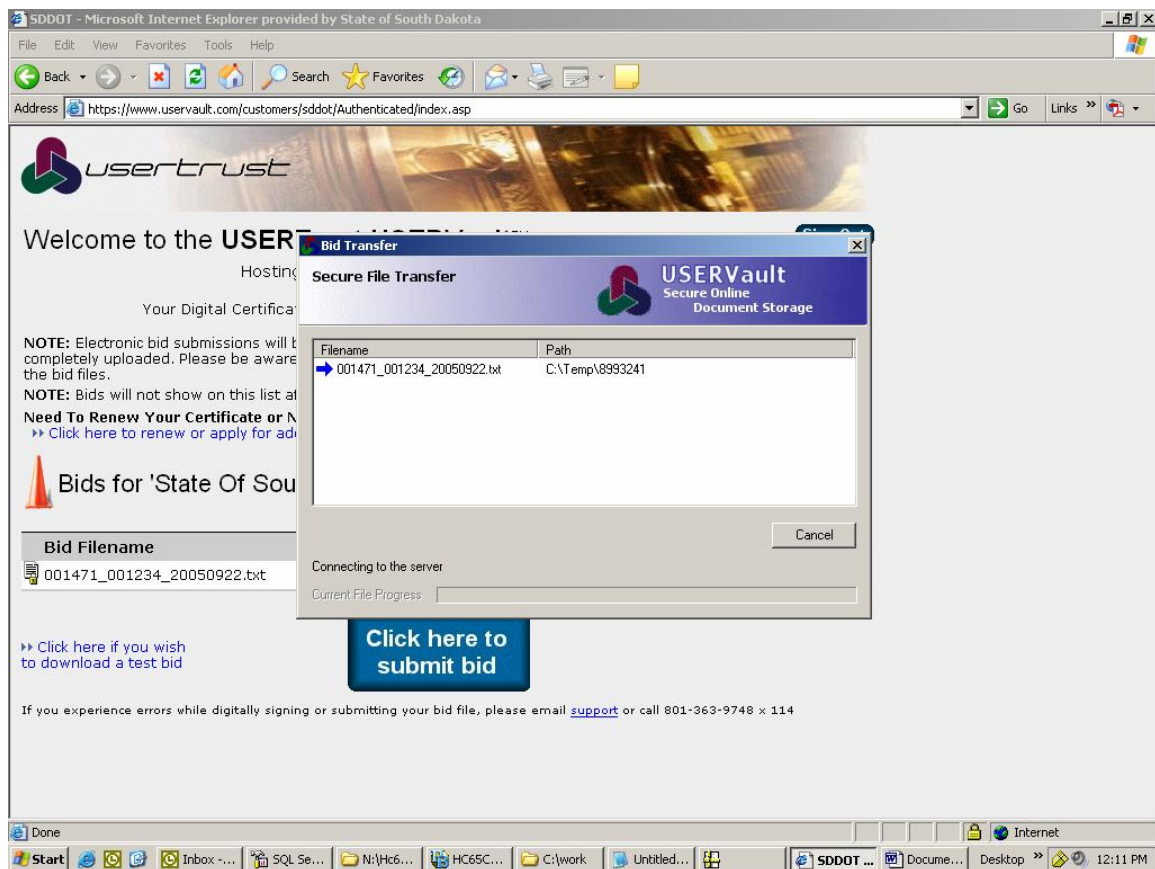 SDDOT - Microsoft Internet Explorer provided by State of South Dakota
File Edit View Favorites Tools Help
Back Search Favorites
Address https://www.uservault.com/customers/sddot/Authenticated/index.asp Go Links »
usertrust
Welcome to the USER
Hosting
Your Digital Certifica
NOTE: Electronic bid submissions will b
completely uploaded. Please be aware
the bid files.
NOTE: Bids will not show on this list af
Need To Renew Your Certificate or N
Click here to renew or apply for ad
Bids for 'State Of Sou
Bid Filename
001471_001234_20050922.txt
Bid Transfer
Secure File Transfer
USERVault
Secure Online
Document Storage
Filename Path
001471_001234_20050922.txt C:\Temp\8993241
Cancel
Connecting to the server
Current File Progress
Click here if you wish
to download a test bid
Click here to
submit bid
If you experience errors while digitally signing or submitting your bid file, please email support or call 801-363-9748 x 114
Done Internet
Start Inbox -... SQL Se... N:\Hc6... HC65C... C:\work Untitled... SDDOT ... Docume... Desktop » 12:11 PM